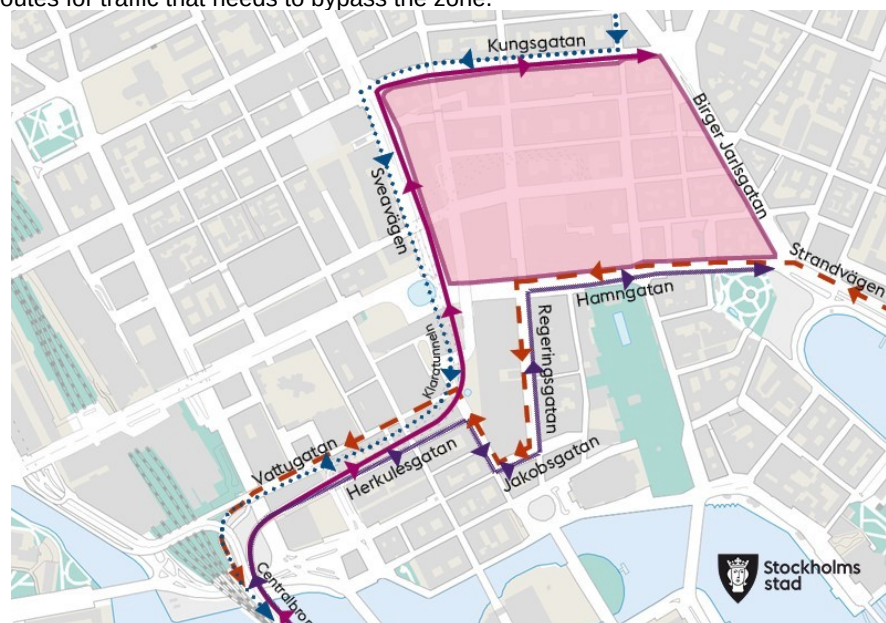 outes for traffic that needs to bypass the zone.
Kungsgatan
Birger Jarlsgatan
Sveavägen
Strandvägen
Hamngatan
Regeringsgatan
Klaratunneln
Vattugatan
Herkulesgatan
Jakobsgatan
Centralbron
Stockholms
stad